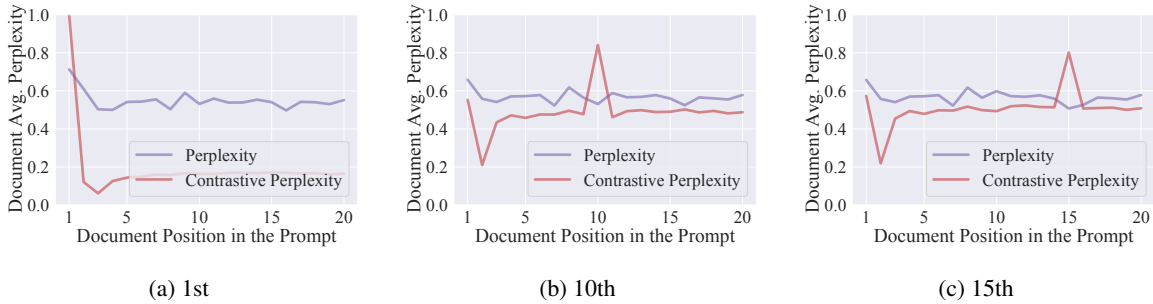 Document Avg. Perplexity
1.0
0.8
0.6
0.4
0.2
0.0
Perplexity
Contrastive Perplexity
1 5 10 15 20
Document Position in the Prompt
(a) 1st
Document Avg. Perplexity
1.0
0.8
0.6
0.4
0.2
0.0
Perplexity
Contrastive Perplexity
1 5 10 15 20
Document Position in the Prompt
(b) 10th
Document Avg. Perplexity
1.0
0.8
0.6
0.4
0.2
0.0
Perplexity
Contrastive Perplexity
1 5 10 15 20
Document Position in the Prompt
(c) 15th